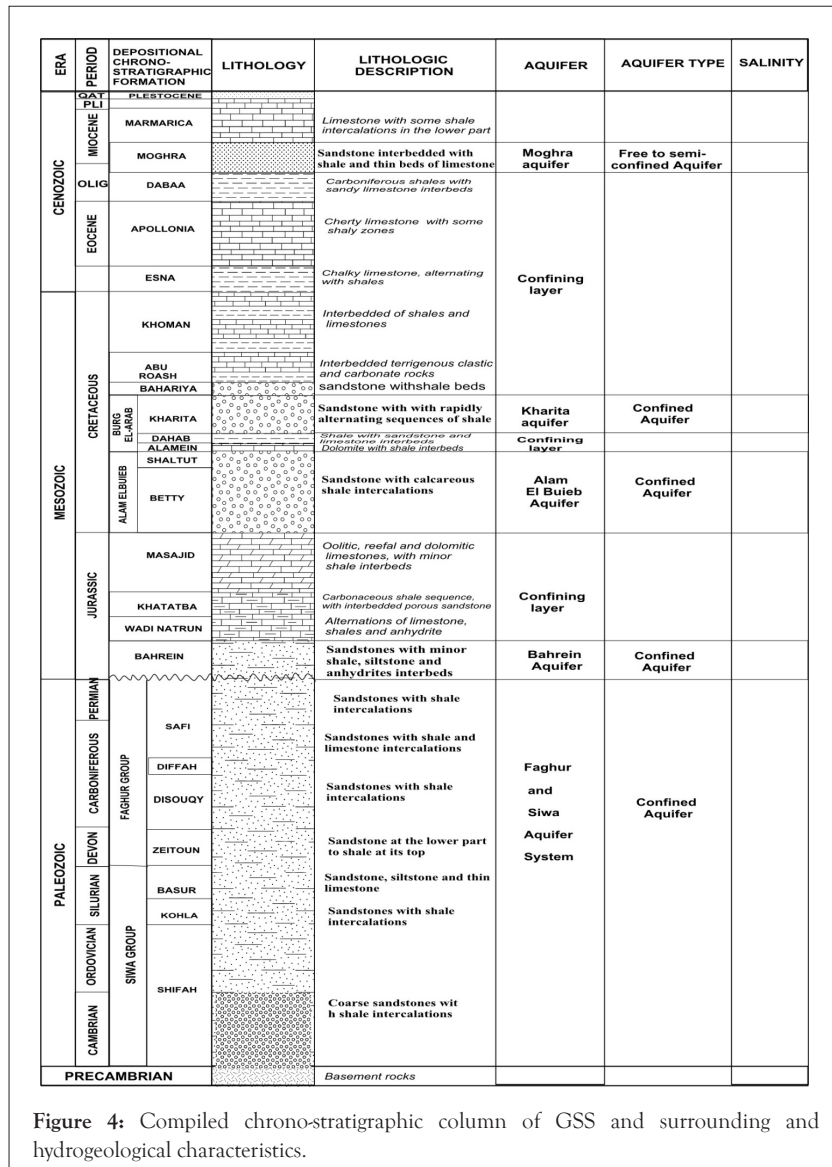 ERA
PERIOD
DEPOSITIONAL
CHRONO-
STRATIGRAPHIC
FORMATION
LITHOLOGY
LITHOLOGIC
DESCRIPTION
AQUIFER
AQUIFER TYPE
SALINITY
CENOZOIC
QAT
PLESTOCENE
PLI
MIOCENE
MARMARICA
Limestone with some shale
intercalations in the lower part
MOGHRA
Sandstone interbedded with
shale and thin beds of limestone
Moghra
aquifer
Free to semi-
confined Aquifer
OLIG
DABAA
Carboniferous shales with
sandy limestone interbeds
EOCENE
APOLLONIA
Cherty limestone with some
shaly zones
ESNA
Chalky limestone, alternating
with shales
Confining
layer
MESOZOIC
CRETACEOUS
KHOMAN
Interbedded of shales and
limestones
ABU
ROASH
Interbedded terrigenous clastic
and carbonate rocks
BAHARIYA
sandstone withshale beds
BURG
EL-ARAB
KHARITA
Sandstone with with rapidly
alternating sequences of shale
Kharita
aquifer
Confined
Aquifer
DAHAB
Shale with sandstone and
limestone interbeds
Confining
layer
ALAMEIN
Dolomite with shale interbeds
ALAM ELBUIEB
SHALTUT
BETTY
Sandstone with calcareous
shale intercalations
Alam
El Buieb
Aquifer
Confined
Aquifer
JURASSIC
MASAJID
Oolitic, reefal and dolomitic
limestones, with minor
shale interbeds
KHATATBA
Carbonaceous shale sequence,
with interbedded porous sandstone
Confining
layer
WADI NATRUN
Alternations of limestone,
shales and anhydrite
BAHREIN
Sandstones with minor
shale, siltstone and
anhydrites interbeds
Bahrein
Aquifer
Confined
Aquifer
PALEOZOIC
PERMIAN
CARBONIFEROUS
DEVON
SILURIAN
ORDOVICIAN
CAMBRIAN
FAGHUR GROUP
SAFI
Sandstones with shale
intercalations
Sandstones with shale and
limestone intercalations
DIFFAH
DISOUQY
Sandstones with shale
intercalations
Faghur
and
Siwa
Aquifer
System
Confined
Aquifer
ZEITOUN
Sandstone at the lower part
to shale at its top
SIWA GROUP
BASUR
Sandstone, siltstone and thin
limestone
KOHLA
Sandstones with shale
intercalations
SHIFAH
Coarse sandstones wit
h shale intercalations
PRECAMBRIAN
Basement rocks
Figure 4: Compiled chrono-stratigraphic column of GSS and surrounding and
hydrogeological characteristics.